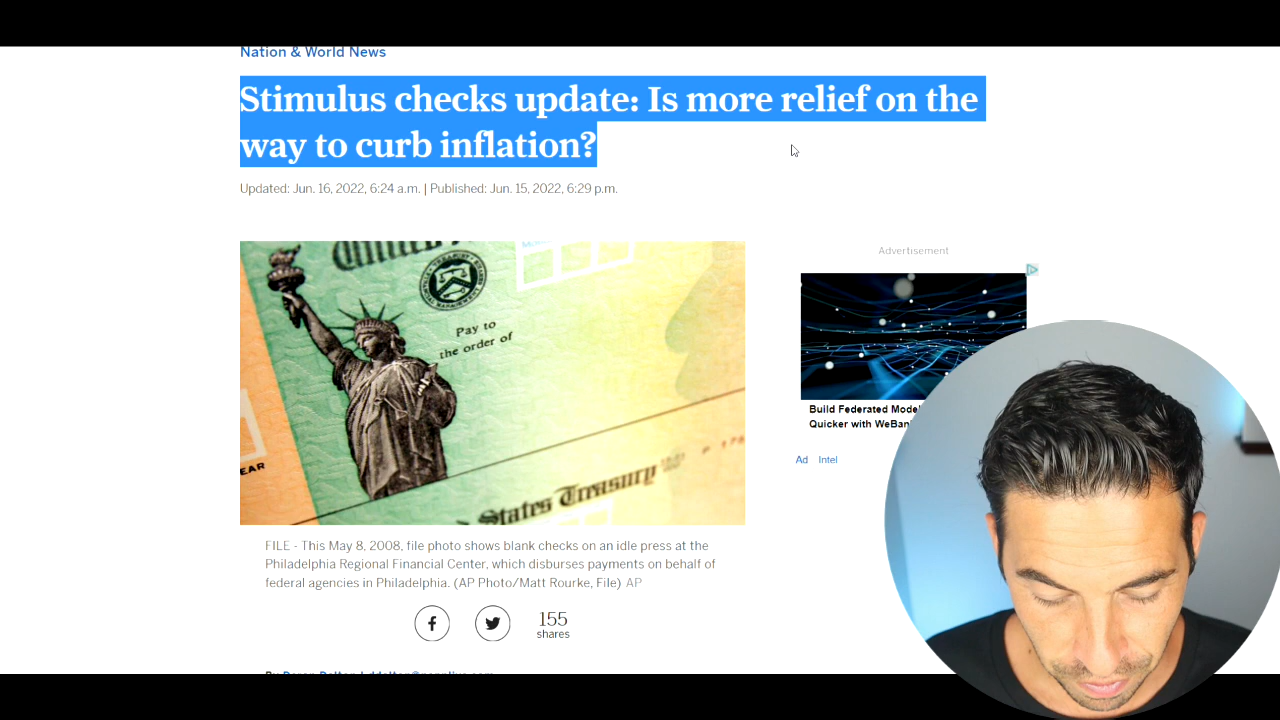 Nation & World News
Stimulus checks update: Is more relief on the
way to curb inflation?
Updated: Jun. 16, 2022, 6:24 a.m. | Published: Jun. 15, 2022, 6:29 p.m.
Advertisement
Pay to
the order of
States Treasury
EAR
Build Federated
Quicker with
Ad Intel
FILE - This May 8, 2008, file photo shows blank checks on an idle press at the
Philadelphia Regional Financial Center, which disburses payments on behalf of
federal agencies in Philadelphia. (AP Photo/Matt Rourke, File) AP
155
shares